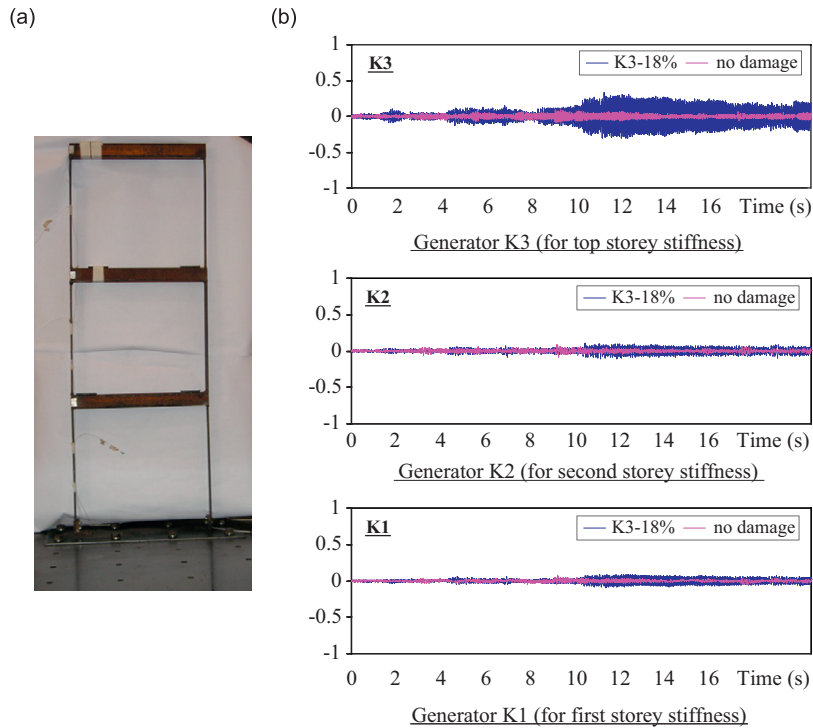 (a)
(b)
K3
K3-18% no damage
1
0.5
0
-0.5
-1
0 2 4 6 8 10 12 14 16 Time (s)
Generator K3 (for top storey stiffness)
K2
K3-18% no damage
1
0.5
0
-0.5
-1
0 2 4 6 8 10 12 14 16 Time (s)
Generator K2 (for second storey stiffness)
K1
K3-18% no damage
1
0.5
0
-0.5
-1
0 2 4 6 8 10 12 14 16 Time (s)
Generator K1 (for first storey stiffness)